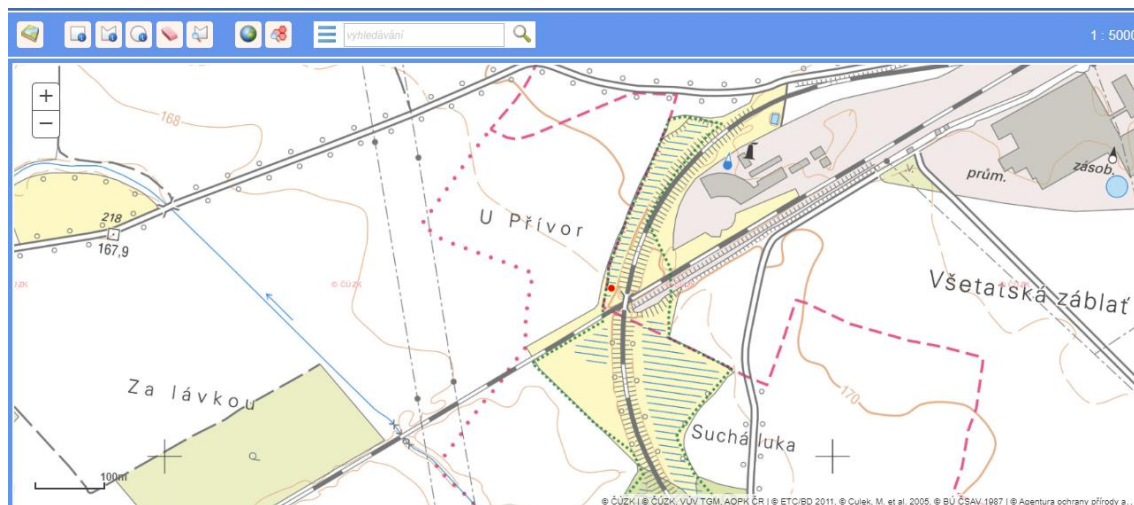 vyhledávání
1 : 5000
+
−
168
218
167,9
U Přívor
prům.
zásob.
© ČÚZK
Všetatská záblať
Za lávkou
170
Suchá luka
100m
© ČÚZK I © ČÚZK, VÚV TGM, AOPK ČR I © ETC/BD 2011, © Culek, M. et al. 2005, © BÚ ČSAV,1987 I © Agentura ochrany přírody a...